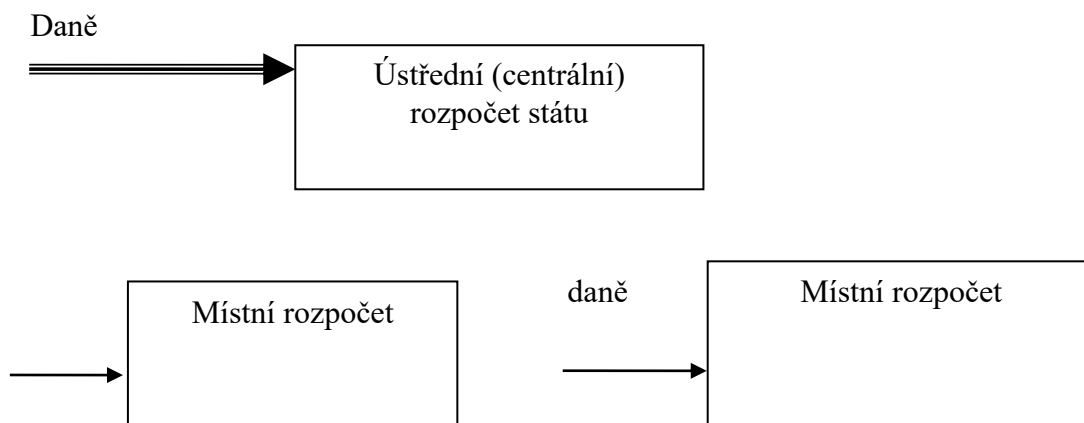 Daně
Ústřední (centrální)
rozpočet státu
Místní rozpočet
daně
Místní rozpočet